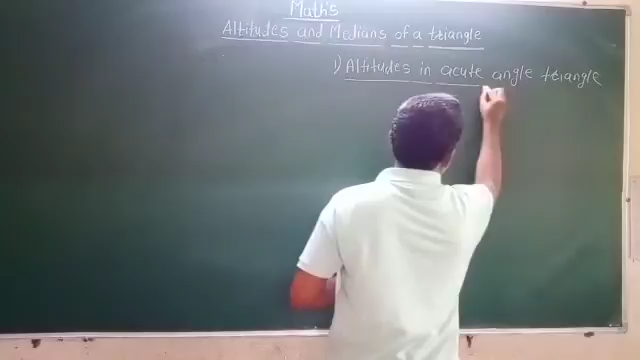 Maths
Altitudes and Medians of a triangle
1) Altitudes in acute angle triangle